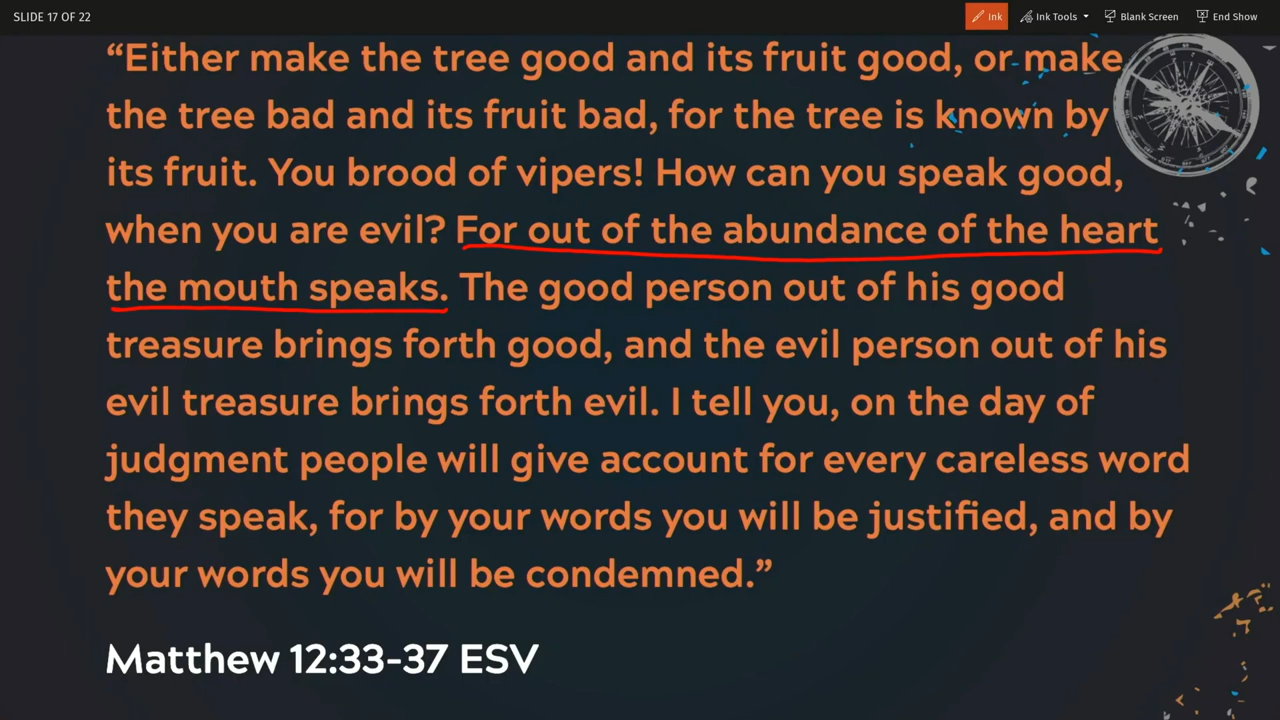 SLIDE 17 OF 22
Ink
Ink Tools
Blank Screen
End Show
“Either make the tree good and its fruit good, or make
the tree bad and its fruit bad, for the tree is known by
its fruit. You brood of vipers! How can you speak good,
when you are evil? For out of the abundance of the heart
the mouth speaks. The good person out of his good
treasure brings forth good, and the evil person out of his
evil treasure brings forth evil. I tell you, on the day of
judgment people will give account for every careless word
they speak, for by your words you will be justified, and by
your words you will be condemned.”
Matthew 12:33-37 ESV